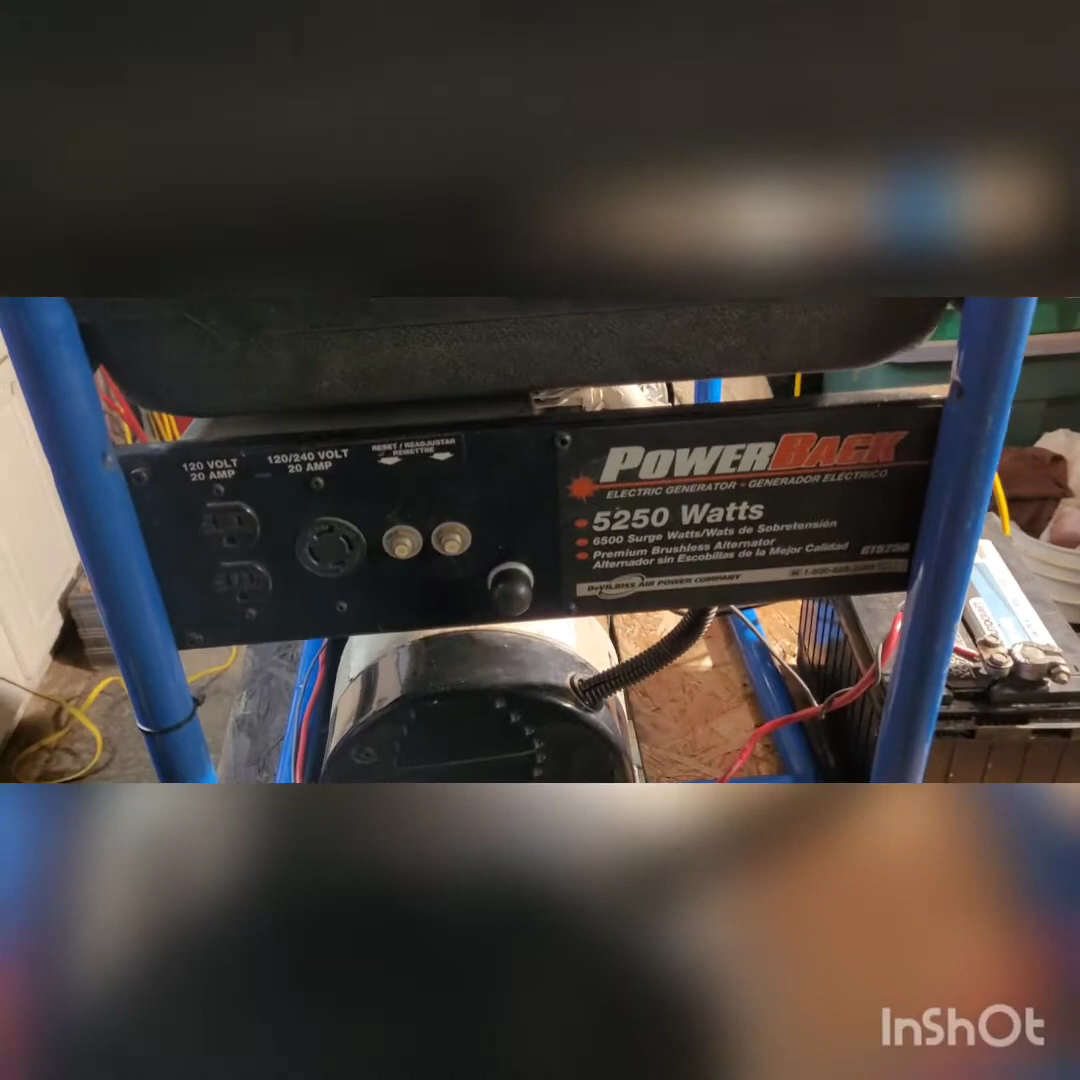 120 VOLT
20 AMP
120/240 VOLT
20 AMP
RESET / READJUSTAR
REMETTRE
POWERBACK
ELECTRIC GENERATOR - GENERADOR ELÉCTRICO
5250 Watts
6500 Surge Watts/Wats de Sobretensión
Premium Brushless Alternator
Alternador sin Escobillas de la Mejor Calidad
GT5250
DeVILBISS AIR POWER COMPANY
InShOt